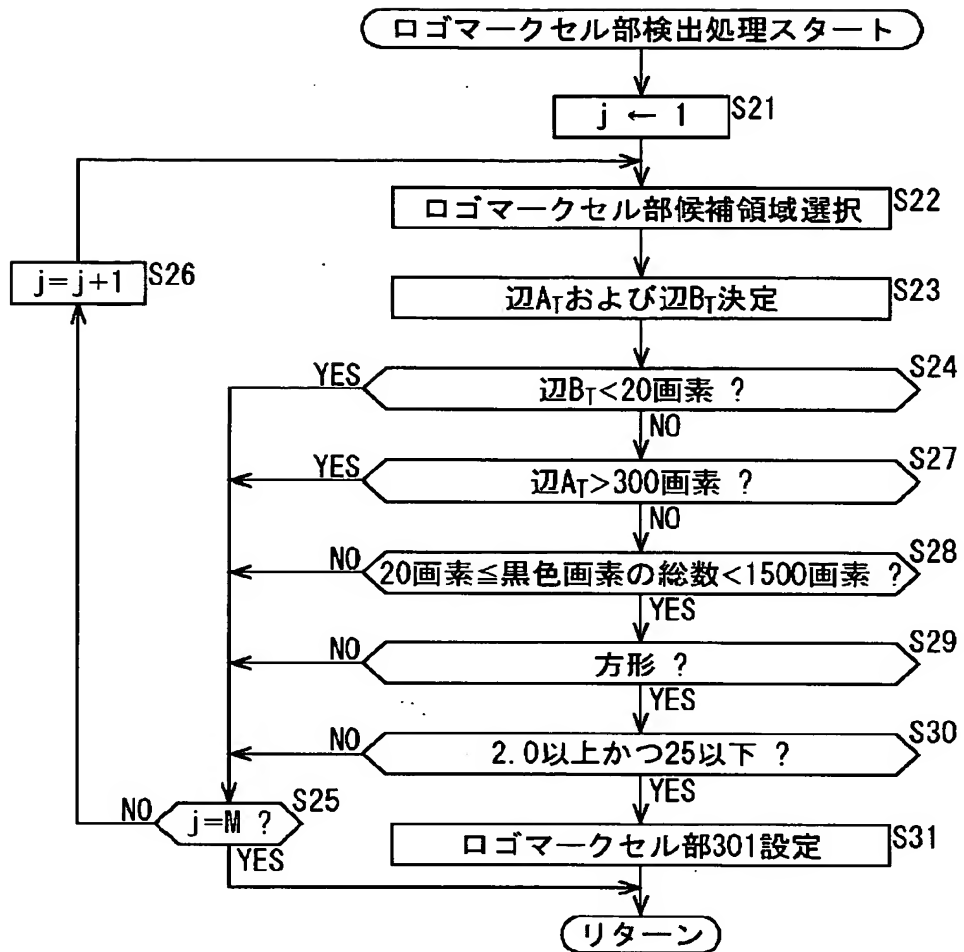 ロゴマークセル部検出処理スタート
j ← 1 S21
ロゴマークセル部候補領域選択 S22
j=j+1 S26
辺ATおよび辺BT決定 S23
S24
YES 辺BT<20画素 ?
NO
S27
YES 辺AT>300画素 ?
NO
S28
NO 20画素≦黒色画素の総数<1500画素 ?
YES
S29
NO 方形 ?
YES
S30
NO 2.0以上かつ25以下 ?
YES
NO j=M ? S25
YES
ロゴマークセル部301設定 S31
リターン